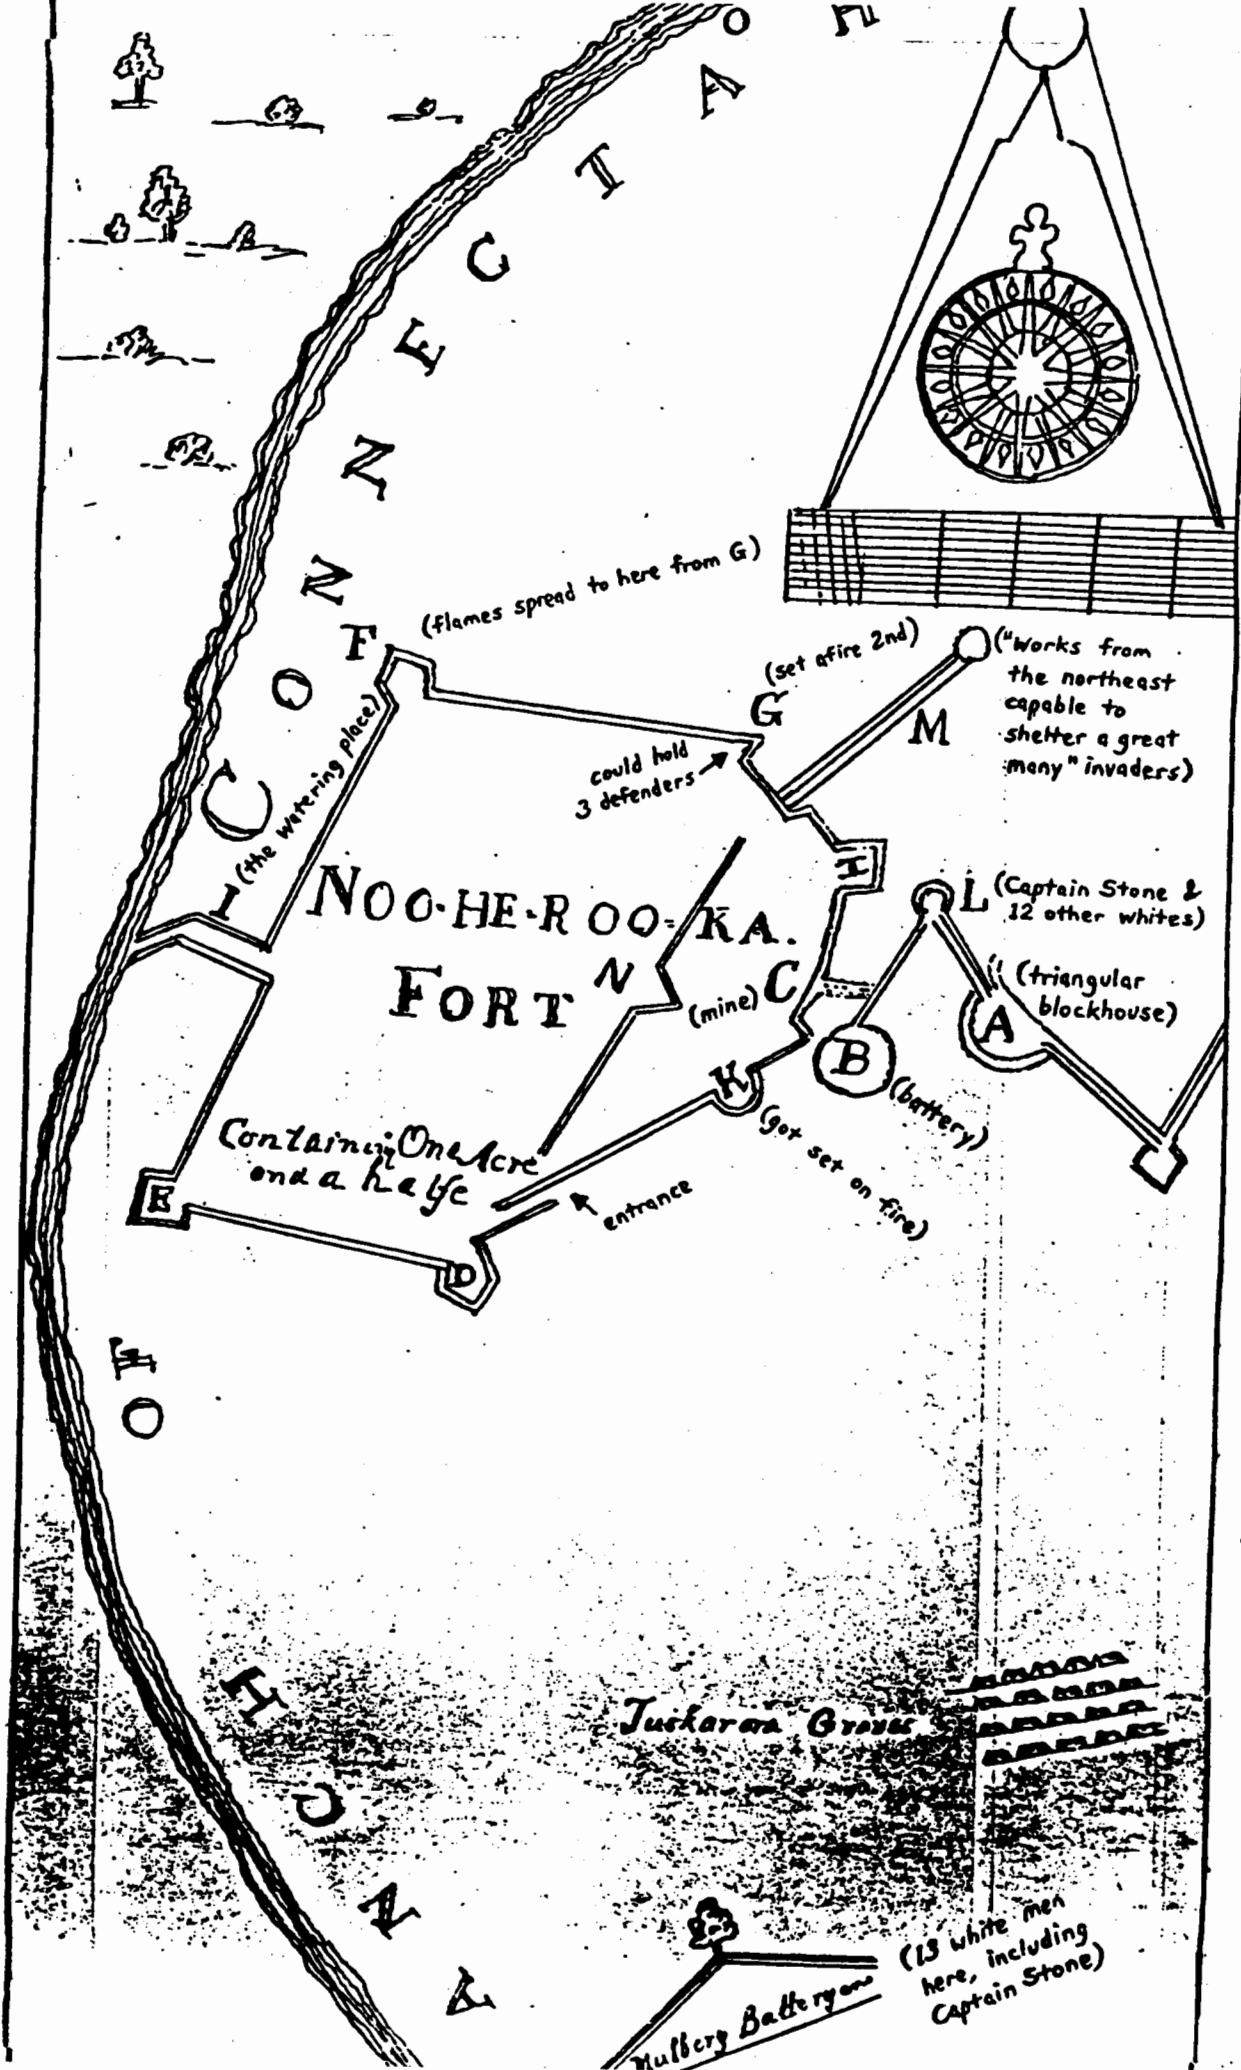 CONNECTA
(flames spread to here from G)
F
(set afire 2nd)
G
("Works from
the northeast
capable to
shelter a great
many" invaders)
M
could hold
3 defenders
(the watering place)
I
H
NOO-HE-ROO-KA.
FORT
N
(mine)
C
L
(Captain Stone &
12 other whites)
(triangular
blockhouse)
A
B
(battery)
K
(got set on fire)
Containing One Acre
and a halfe
entrance
E
D
Tuskarora Graves
(13 white men
here, including
Captain Stone)
Mulbery Battery